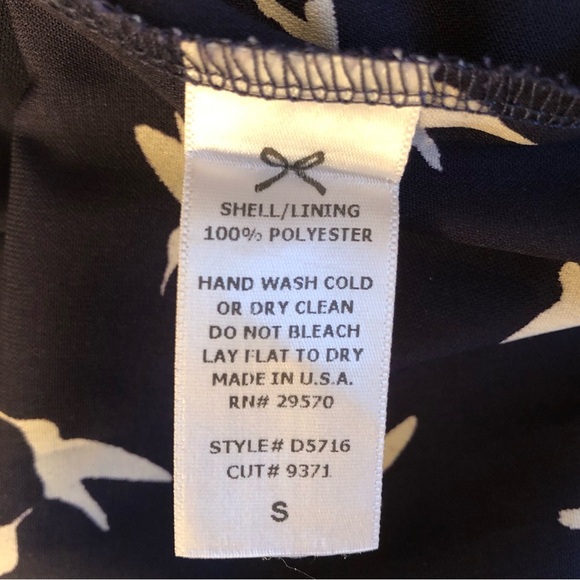 SHELL/LINING
100% POLYESTER
HAND WASH COLD
OR DRY CLEAN
DO NOT BLEACH
LAY FLAT TO DRY
MADE IN U.S.A.
RN# 29570
STYLE# D5716
CUT# 9371
S